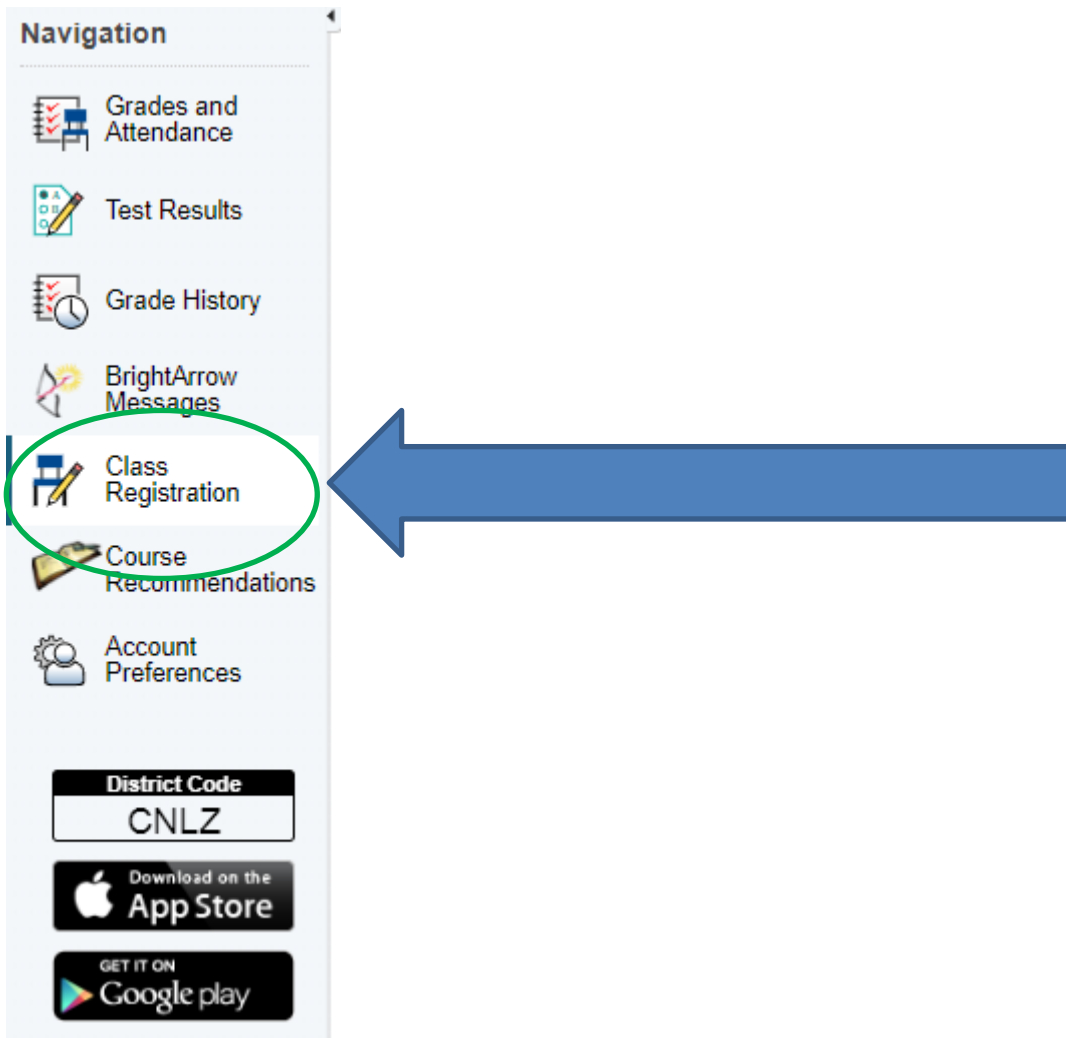 Navigation
Grades and
Attendance
Test Results
Grade History
BrightArrow
Messages
Class
Registration
Course
Recommendations
Account
Preferences
District Code
CNLZ
Download on the
App Store
GET IT ON
Google play